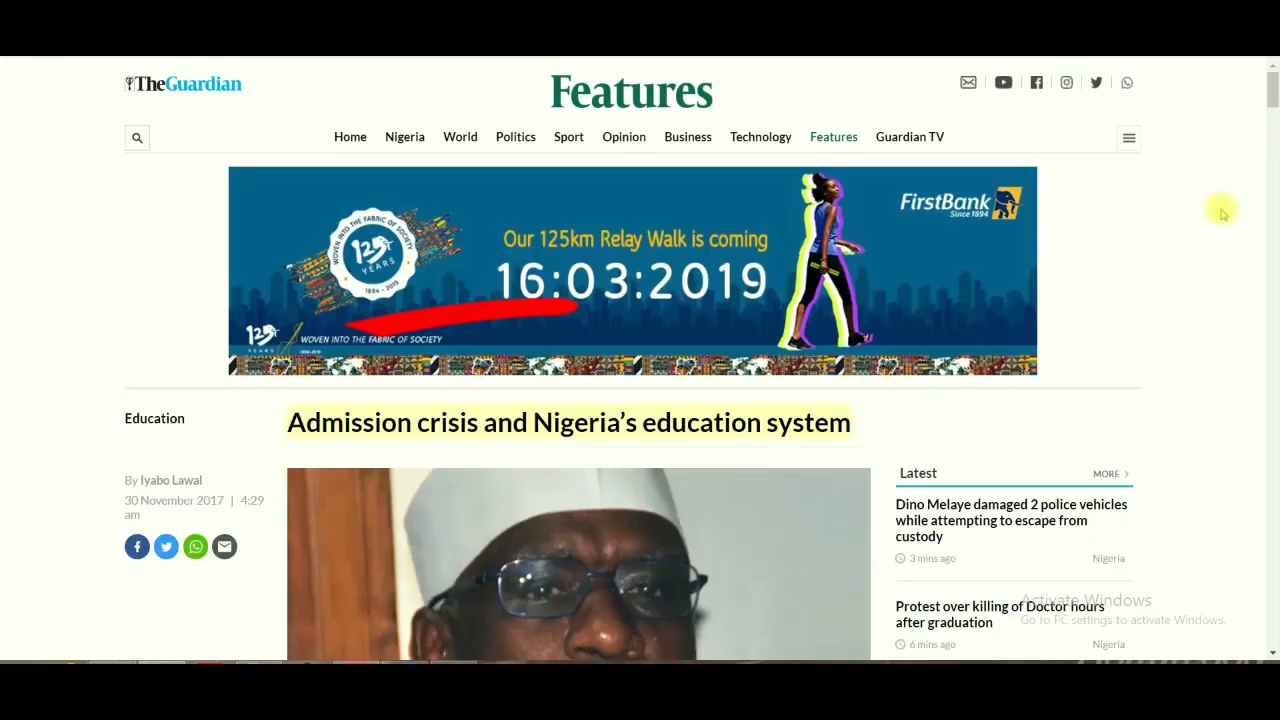 TheGuardian
Features
Home Nigeria World Politics Sport Opinion Business Technology Features Guardian TV
WOVEN INTO THE FABRIC OF SOCIETY
125
YEARS
1894 - 2019
Our 125km Relay Walk is coming
16:03:2019
FirstBank
Since 1894
125
YEARS
WOVEN INTO THE FABRIC OF SOCIETY
1894-2019
Education
Admission crisis and Nigeria’s education system
By Iyabo Lawal
30 November 2017 | 4:29
am
Latest
MORE
Dino Melaye damaged 2 police vehicles
while attempting to escape from
custody
3 mins ago
Nigeria
Protest over killing of Doctor hours
after graduation
6 mins ago
Nigeria
Activate Windows
Go to PC settings to activate Windows.